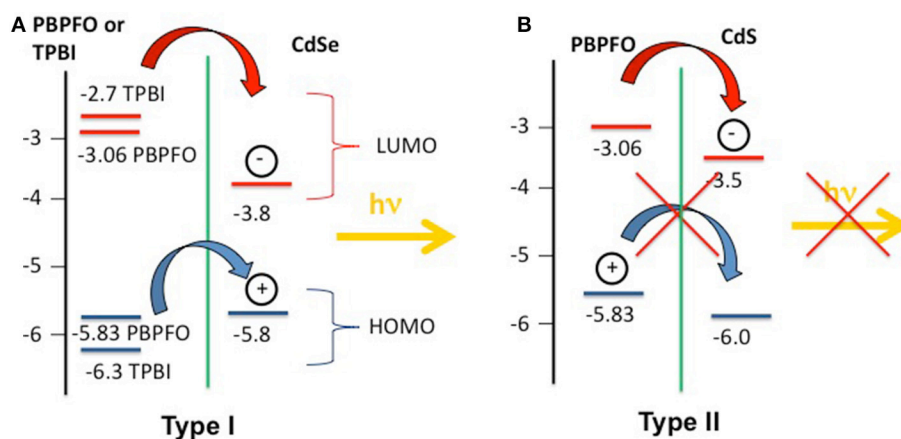 A
PBPFO or
TPBI
CdSe
-2.7 TPBI
-3
-3.06 PBPFO
-
LUMO
-4
-3.8
hν
-5
+
-5.83 PBPFO
-5.8
HOMO
-6
-6.3 TPBI
Type I
B
PBPFO
CdS
-3
-
-3.06
-3.5
-4
hν
-5
+
-5.83
-6
-6.0
Type II